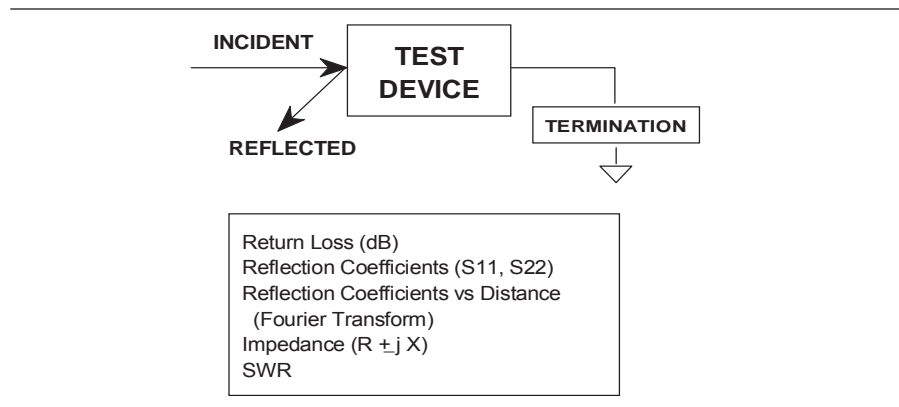 INCIDENT
TEST
DEVICE
TERMINATION
REFLECTED
Return Loss (dB)
Reflection Coefficients (S11, S22)
Reflection Coefficients vs Distance
(Fourier Transform)
Impedance (R ± j X)
SWR